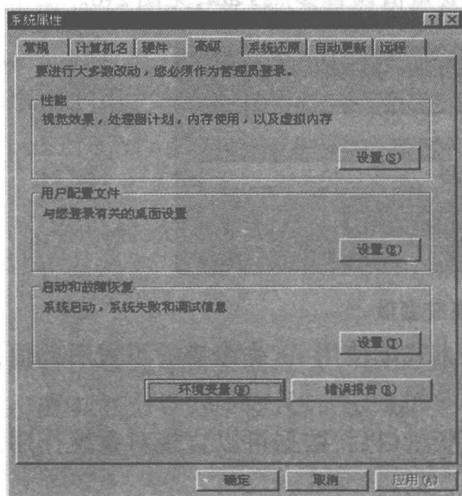 系统属性
常规 计算机名 硬件 高级 系统还原 自动更新 远程
要进行大多数改动，您必须作为管理员登录。
性能
视觉效果，处理器计划，内存使用，以及虚拟内存
设置(S)
用户配置文件
与您登录有关的桌面设置
设置(E)
启动和故障恢复
系统启动，系统失败和调试信息
设置(T)
环境变量(N) 错误报告(R)
确定 取消 应用(A)